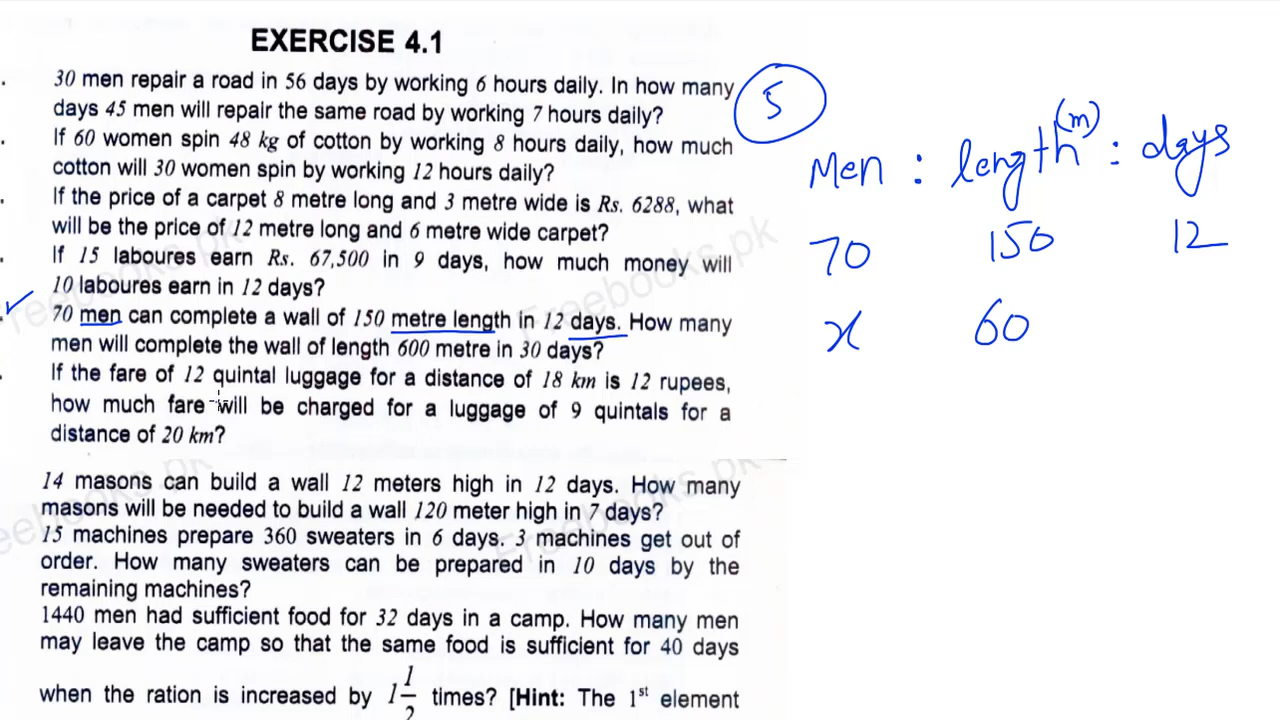 EXERCISE 4.1
30 men repair a road in 56 days by working 6 hours daily. In how many
days 45 men will repair the same road by working 7 hours daily?
If 60 women spin 48 kg of cotton by working 8 hours daily, how much
cotton will 30 women spin by working 12 hours daily?
If the price of a carpet 8 metre long and 3 metre wide is Rs. 6288, what
will be the price of 12 metre long and 6 metre wide carpet?
If 15 laboures earn Rs. 67,500 in 9 days, how much money will
10 laboures earn in 12 days?
70 men can complete a wall of 150 metre length in 12 days. How many
men will complete the wall of length 600 metre in 30 days?
If the fare of 12 quintal luggage for a distance of 18 km is 12 rupees,
how much fare will be charged for a luggage of 9 quintals for a
distance of 20 km?
14 masons can build a wall 12 meters high in 12 days. How many
masons will be needed to build a wall 120 meter high in 7 days?
15 machines prepare 360 sweaters in 6 days. 3 machines get out of
order. How many sweaters can be prepared in 10 days by the
remaining machines?
1440 men had sufficient food for 32 days in a camp. How many men
may leave the camp so that the same food is sufficient for 40 days
when the ration is increased by 1 1/2 times? [Hint: The 1st element
5
Men : length (m) : days
70 150 12
x 60
freebooks.pk
Freebooks.pk
Freebooks.pk
Freebooks.pk